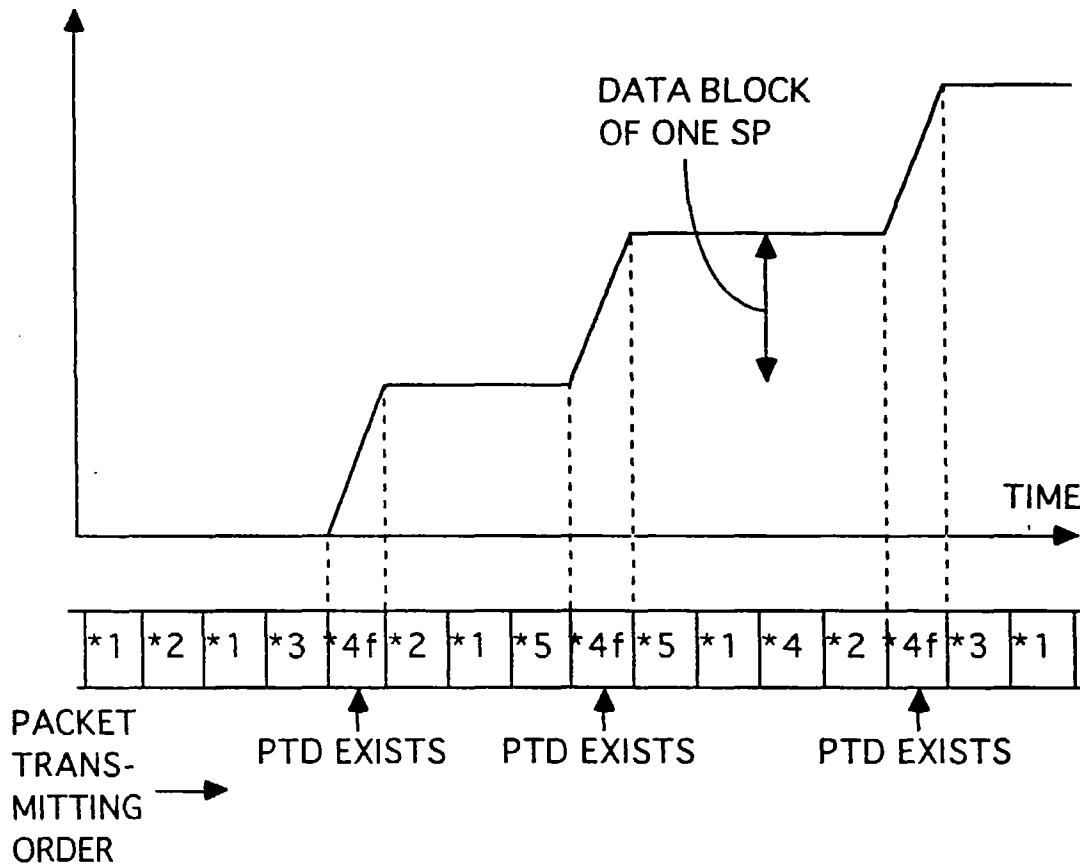 DATA BLOCK
OF ONE SP
TIME
*1 *2 *1 *3 *4f *2 *1 *5 *4f *5 *1 *4 *2 *4f *3 *1
PTD EXISTS PTD EXISTS PTD EXISTS
PACKET
TRANS-
MITTING
ORDER